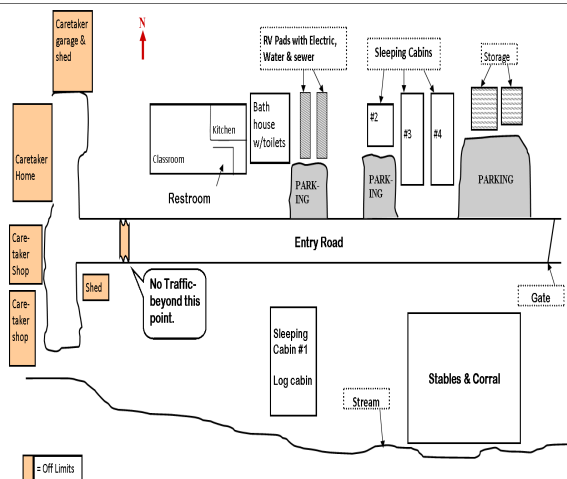 Caretaker
garage &
shed
N
RV Pads with Electric,
Water & sewer
Sleeping Cabins
Storage
Bath
house
w/toilets
Kitchen
Classroom
#2
#3
#4
Caretaker
Home
Restroom
PARK-
ING
PARK-
ING
PARKING
Care-
taker
Shop
Entry Road
Shed
No Traffic-
beyond this
point.
Gate
Care-
taker
shop
Sleeping
Cabin #1
Log cabin
Stables & Corral
Stream
= Off Limits